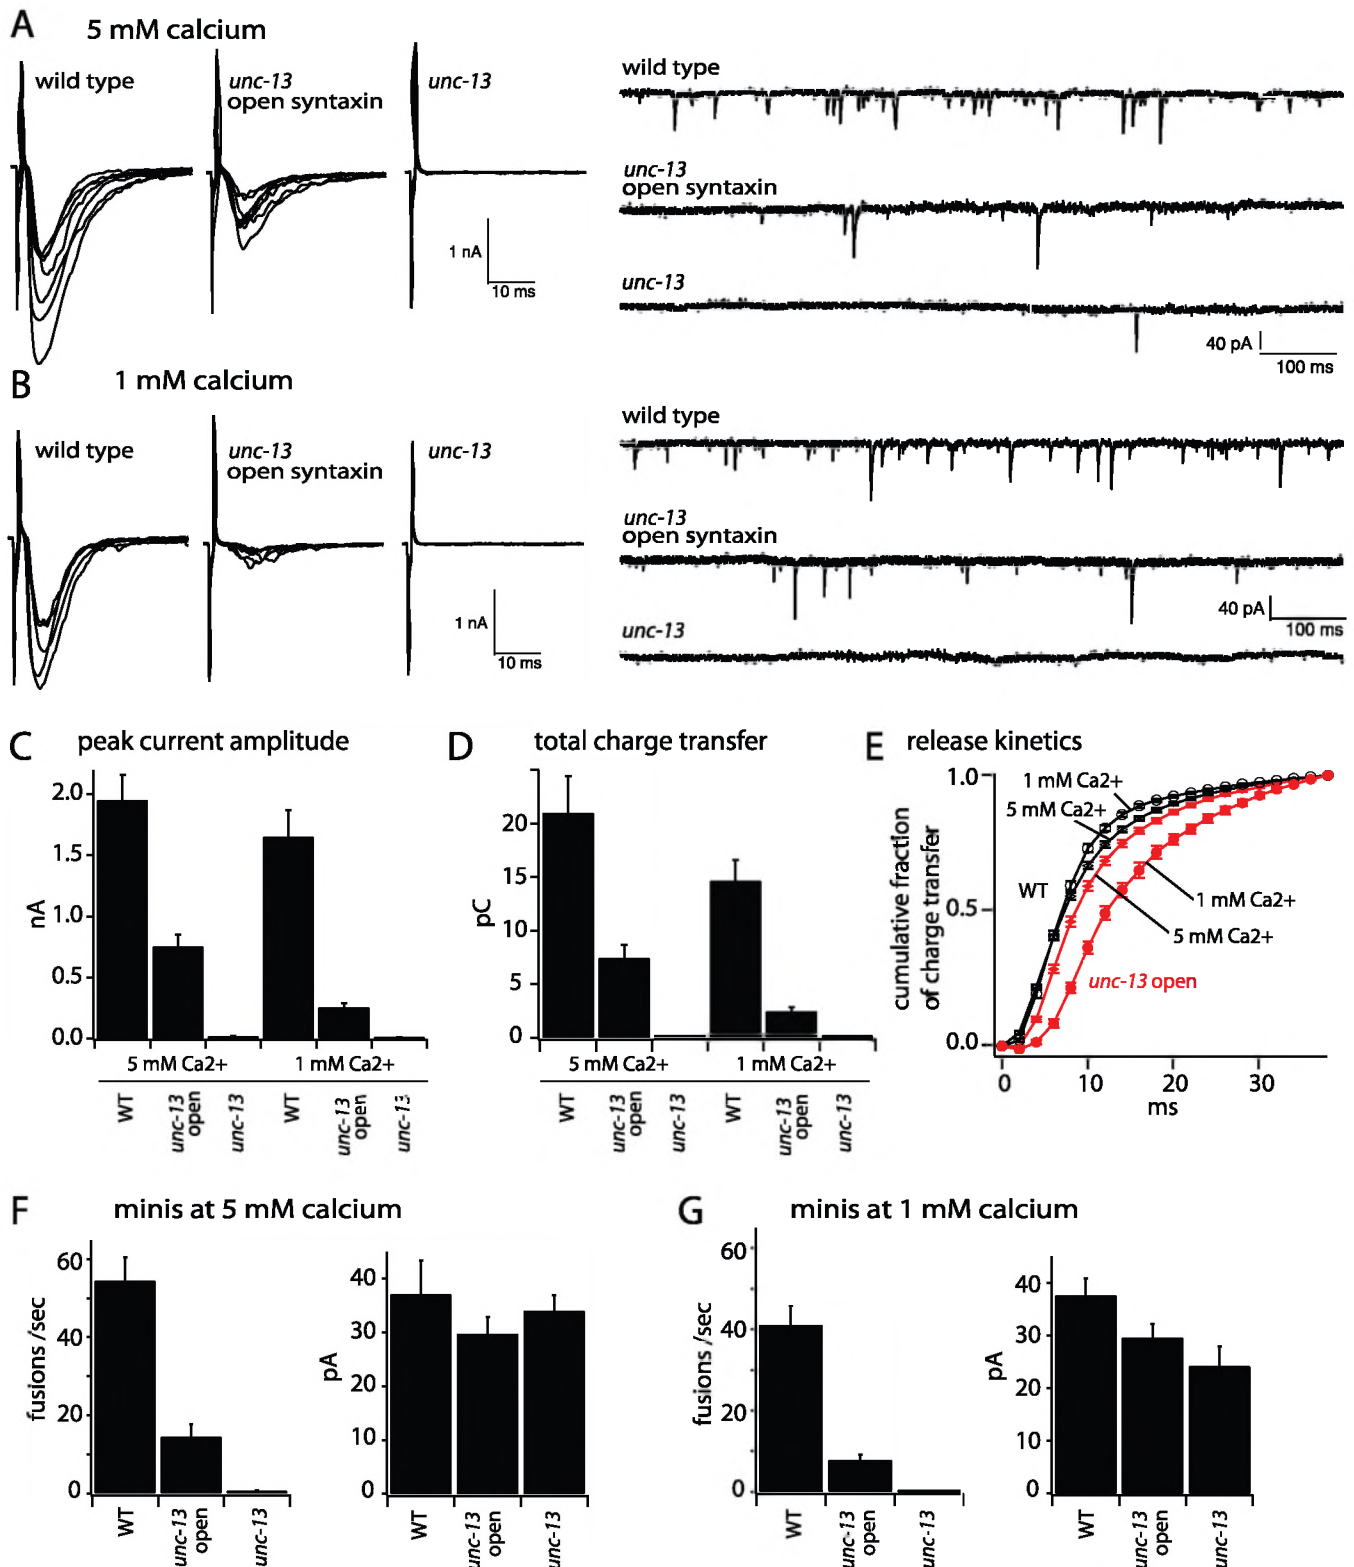 A
5 mM calcium
wild type
unc-13
open syntaxin
unc-13
1 nA
10 ms
wild type
unc-13
open syntaxin
unc-13
40 pA
100 ms
B
1 mM calcium
wild type
unc-13
open syntaxin
unc-13
1 nA
10 ms
wild type
unc-13
open syntaxin
unc-13
40 pA
100 ms
C
peak current amplitude
nA
2.0
1.5
1.0
0.5
0.0
5 mM Ca2+
1 mM Ca2+
WT
unc-13
open
unc-13
WT
unc-13
open
unc-13
D
total charge transfer
pC
20
15
10
5
0
5 mM Ca2+
1 mM Ca2+
WT
unc-13
open
unc-13
WT
unc-13
open
unc-13
E
release kinetics
cumulative fraction
of charge transfer
1.0
0.5
0.0
1 mM Ca2+
5 mM Ca2+
WT
1 mM Ca2+
5 mM Ca2+
unc-13 open
0
10
20
30
ms
F
minis at 5 mM calcium
fusions /sec
60
40
20
0
WT
unc-13
open
unc-13
pA
40
30
20
10
0
WT
unc-13
open
unc-13
G
minis at 1 mM calcium
fusions /sec
60
40
20
0
WT
unc-13
open
unc-13
pA
40
30
20
10
0
WT
unc-13
open
unc-13